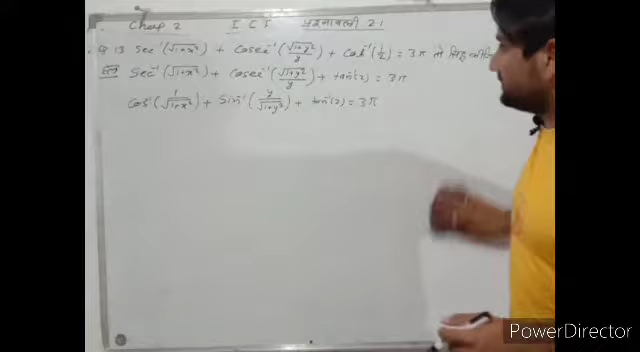 Chap 2 I C T प्रश्नावली 2.1
Q 13 Sec⁻¹(√1+x²) + Cosec⁻¹(√1+y²/y) + Cot⁻¹(1/z) = 3π तो सिद्ध
हल Sec⁻¹(√1+x²) + Cosec⁻¹(√1+y²/y) + tan⁻¹(z) = 3π
Cos⁻¹(1/√1+x²) + Sin⁻¹(y/√1+y²) + tan⁻¹(z) = 3π
PowerDirector